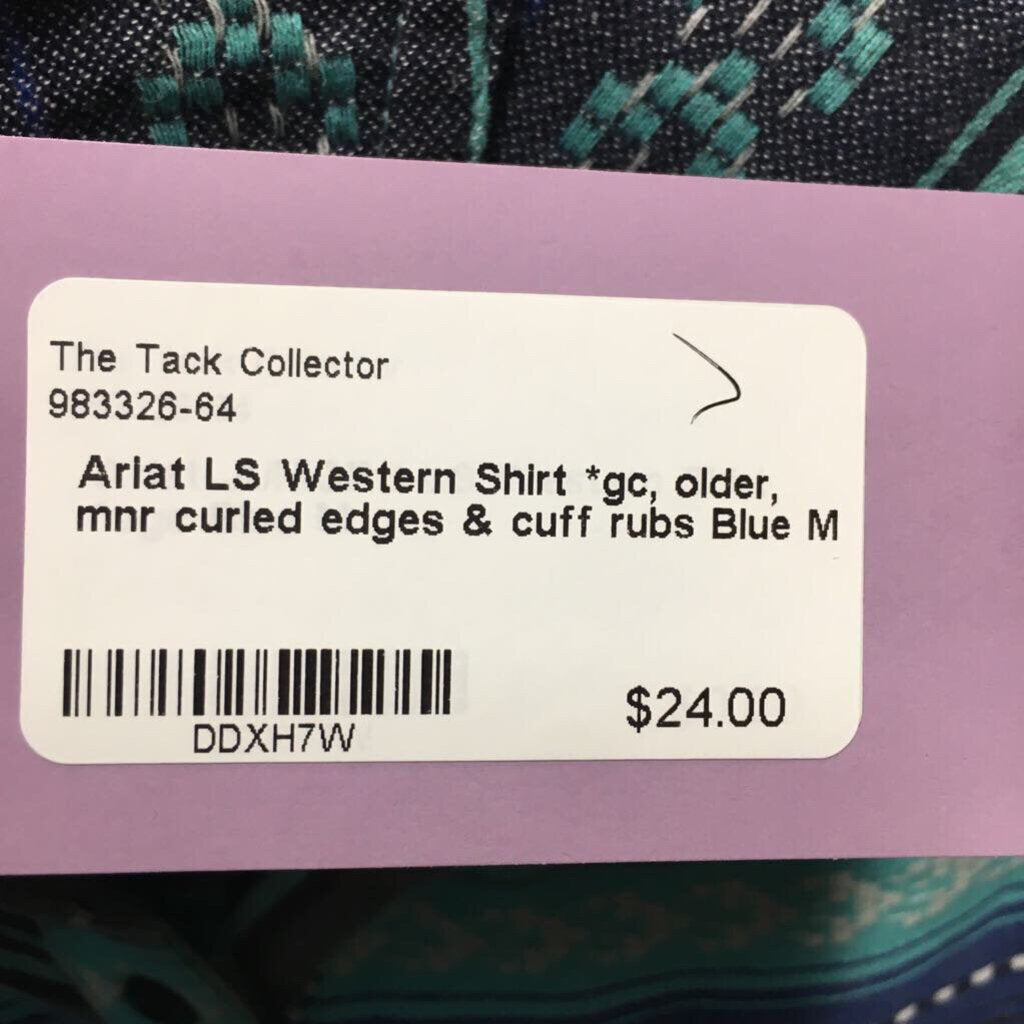 The Tack Collector
983326-64
Ariat LS Western Shirt *gc, older,
mnr curled edges & cuff rubs Blue M
DDXH7W
$24.00